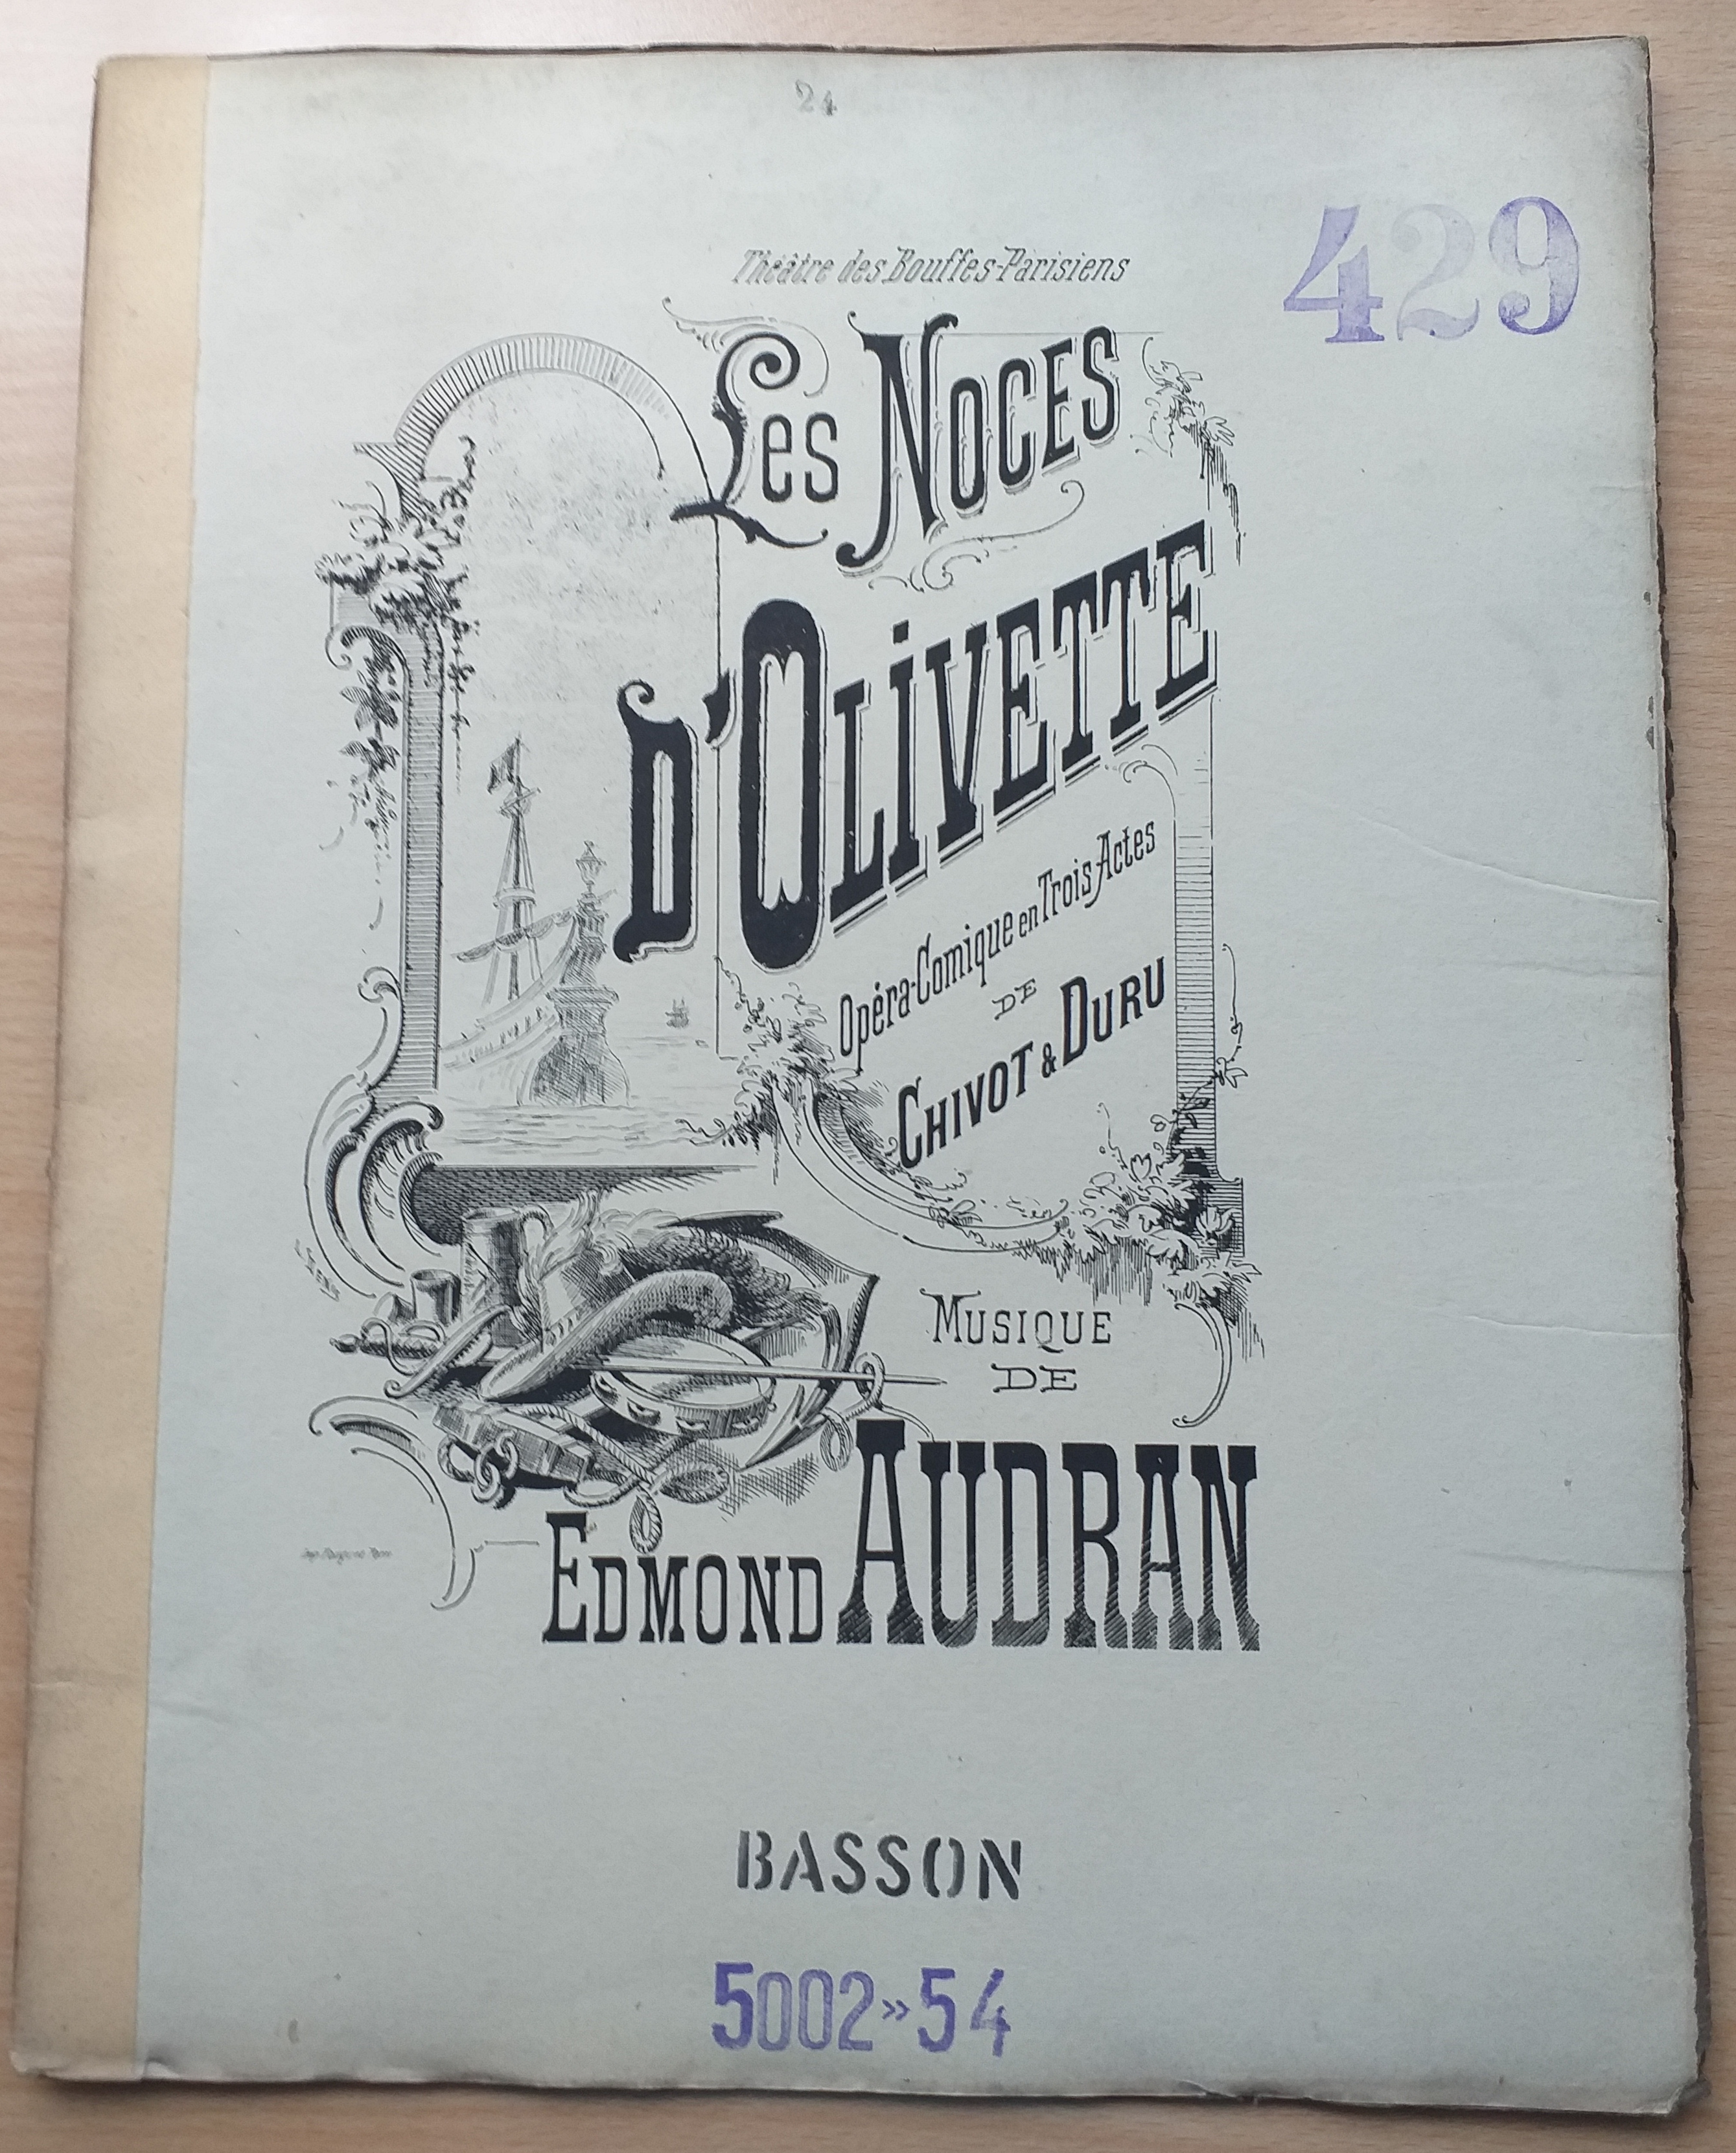 24
429
Théâtre des Bouffes-Parisiens
Les Noces
D'Olivette
Opéra-Comique en Trois Actes
DE
CHIVOT & DURU
MUSIQUE
DE
EDMOND AUDRAN
BASSON
5002»54